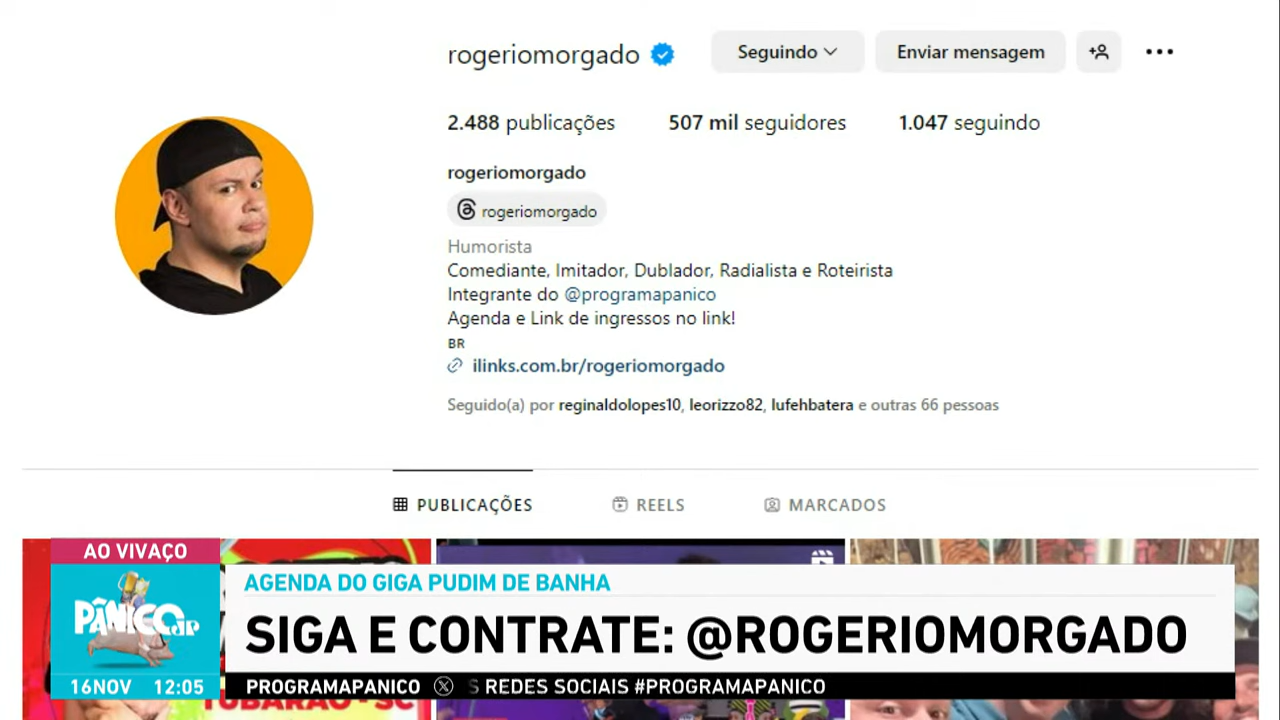 rogeriomorgado
Seguindo
Enviar mensagem
2.488 publicações 507 mil seguidores 1.047 seguindo
rogeriomorgado
rogeriomorgado
Humorista
Comediante, Imitador, Dublador, Radialista e Roteirista
Integrante do @programapanico
Agenda e Link de ingressos no link!
BR
ilinks.com.br/rogeriomorgado
Seguido(a) por reginaldolopes10, leorizzo82, lufehbatera e outras 66 pessoas
PUBLICAÇÕES REELS MARCADOS
AO VIVAÇO
AGENDA DO GIGA PUDIM DE BANHA
PÂNICO JP
SIGA E CONTRATE: @ROGERIOMORGADO
16NOV 12:05
PROGRAMAPANICO S REDES SOCIAIS #PROGRAMAPANICO
TUBARÃO - SC